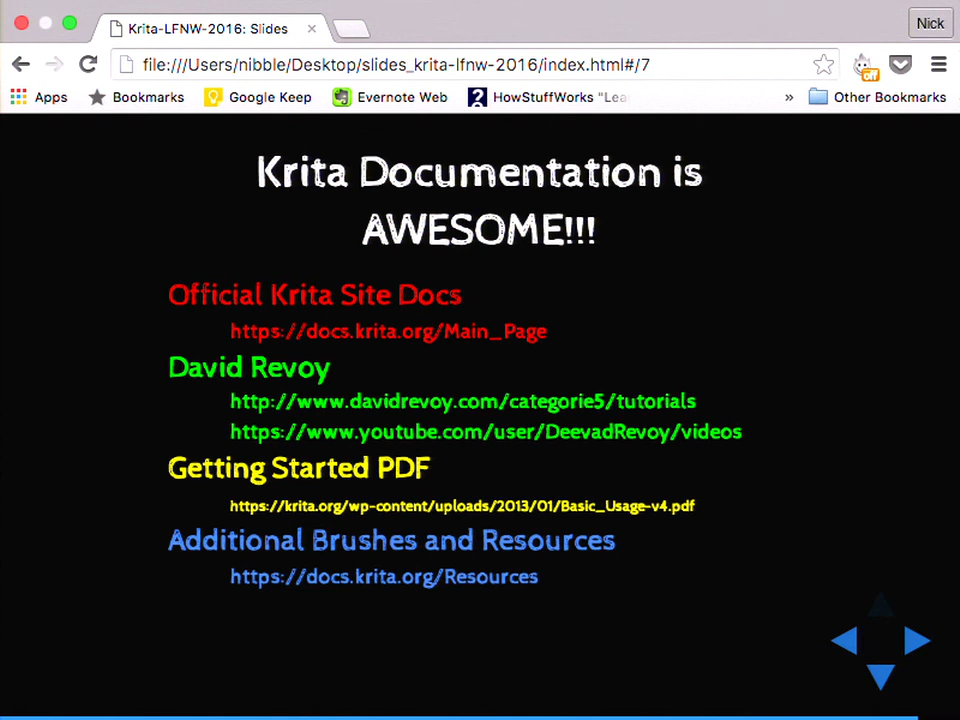 Krita-LFNW-2016: Slides
Nick
file:///Users/nibble/Desktop/slides_krita-lfnw-2016/index.html#/7
off
Apps Bookmarks Google Keep Evernote Web ? HowStuffWorks "Lea » Other Bookmarks
Krita Documentation is
AWESOME!!!
Official Krita Site Docs
https://docs.krita.org/Main_Page
David Revoy
http://www.davidrevoy.com/categorie5/tutorials
https://www.youtube.com/user/DeevadRevoy/videos
Getting Started PDF
https://krita.org/wp-content/uploads/2013/01/Basic_Usage-v4.pdf
Additional Brushes and Resources
https://docs.krita.org/Resources